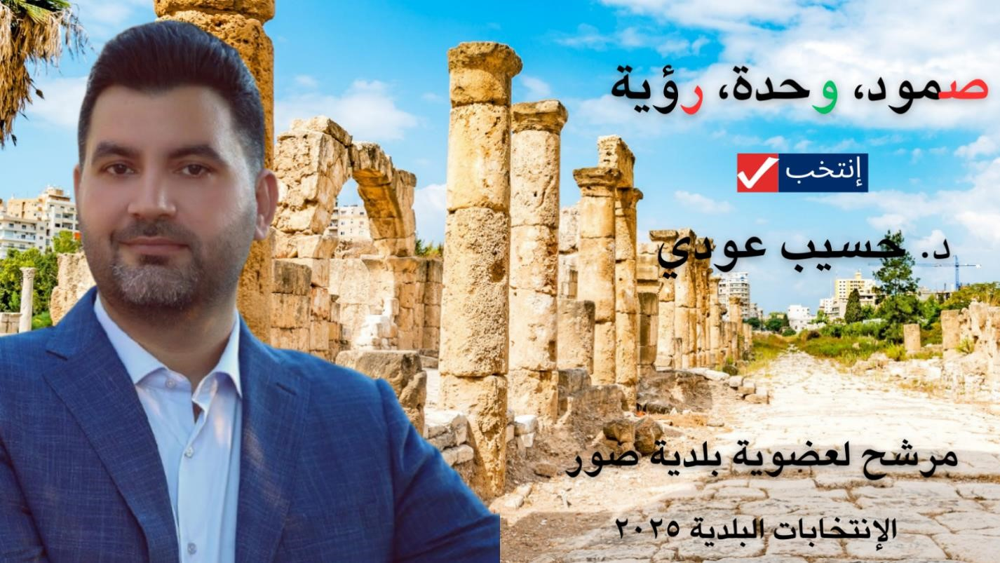 صمود، وحدة، رؤية
إنتخب
د. حسيب عودي
مرشح لعضوية بلدية صور
الإنتخابات البلدية ٢٠٢٥